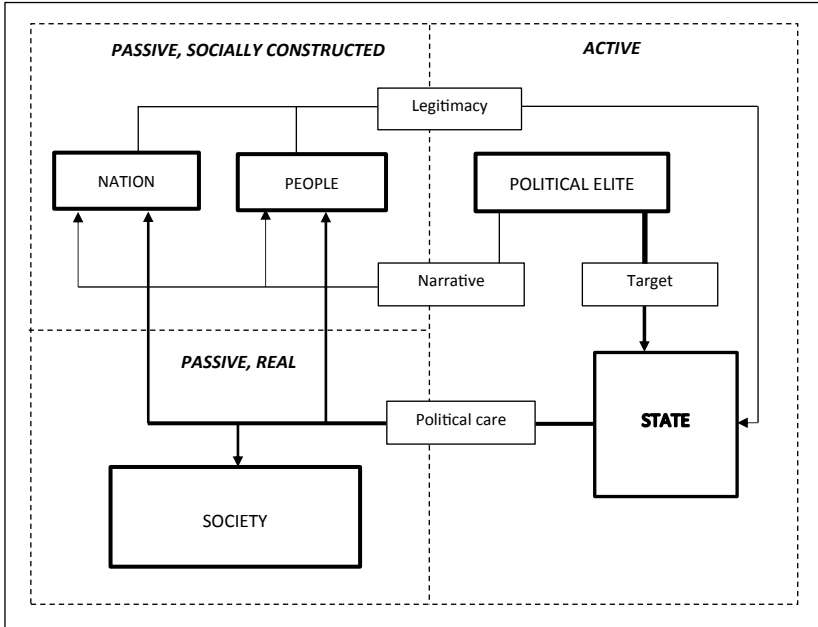 PASSIVE, SOCIALLY CONSTRUCTED
ACTIVE
Legitimacy
NATION
PEOPLE
POLITICAL ELITE
Narrative
Target
PASSIVE, REAL
Political care
STATE
SOCIETY